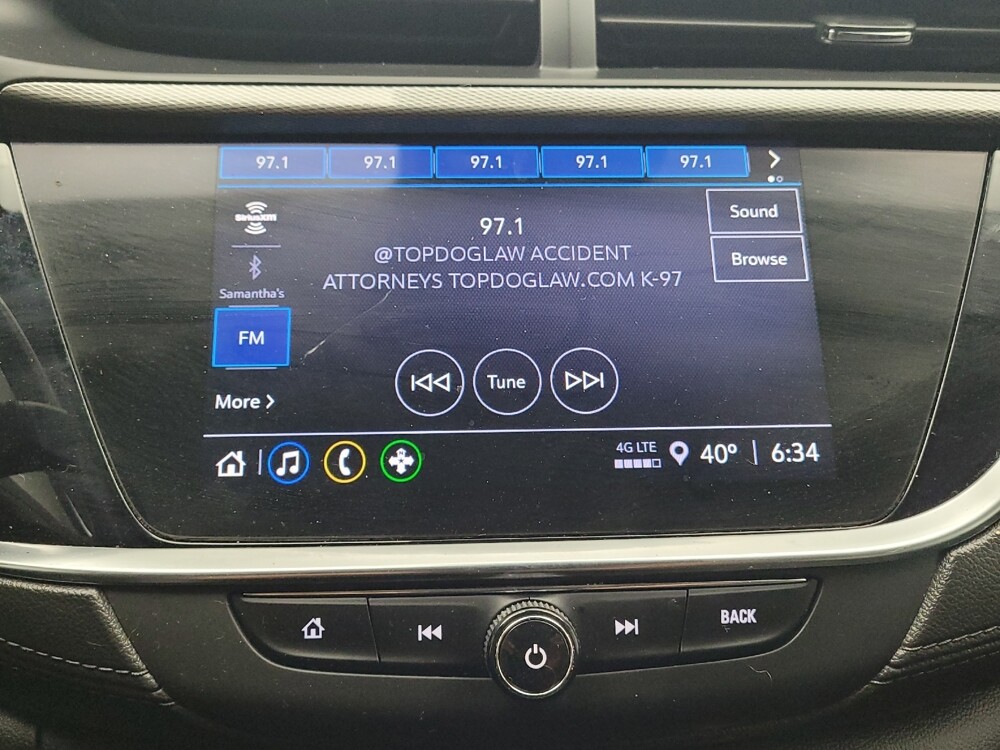 97.1 97.1 97.1 97.1 97.1
SiriusXM
Samantha's
FM
More
97.1
@TOPDOGLAW ACCIDENT
ATTORNEYS TOPDOGLAW.COM K-97
Sound
Browse
Tune
4G LTE
40° 6:34
BACK